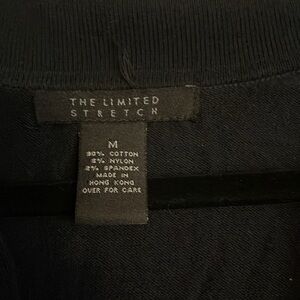 THE LIMITED
STRETCH
M
90% COTTON
8% NYLON
2% SPANDEX
MADE IN
HONG KONG
OVER FOR CARE